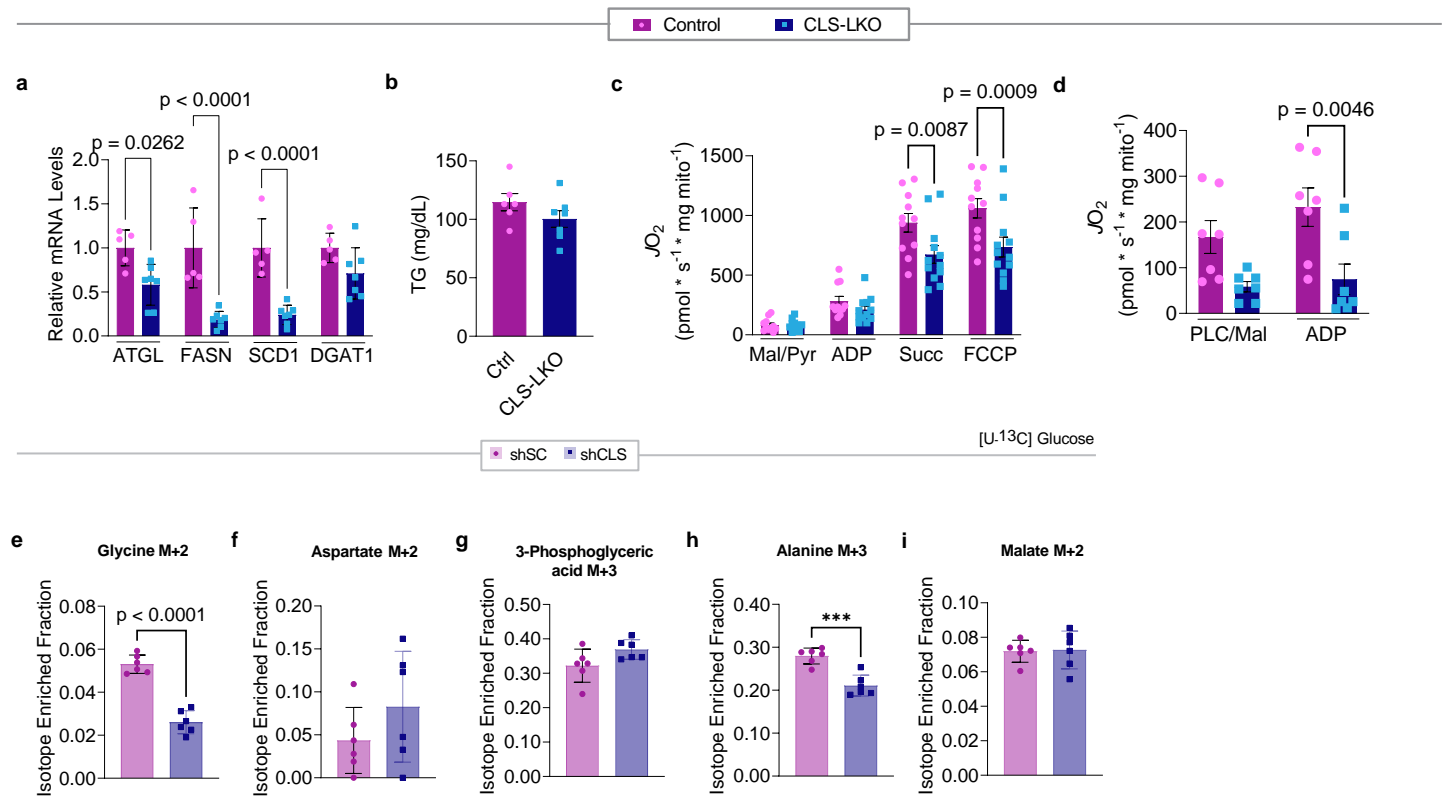 Control CLS-LKO
a
p < 0.0001
p = 0.0262
p < 0.0001
Relative mRNA Levels
2.0
1.5
1.0
0.5
0.0
ATGL FASN SCD1 DGAT1
b
TG (mg/dL)
150
100
50
0
Ctrl CLS-LKO
c
p = 0.0009
p = 0.0087
JO2
(pmol * s-1 * mg mito-1)
1500
1000
500
0
Mal/Pyr ADP Succ FCCP
d
p = 0.0046
JO2
(pmol * s-1 * mg mito-1)
400
300
200
100
0
PLC/Mal ADP
[U-13C] Glucose
shSC shCLS
e
Glycine M+2
p < 0.0001
Isotope Enriched Fraction
0.08
0.06
0.04
0.02
0.00
f
Aspartate M+2
Isotope Enriched Fraction
0.20
0.15
0.10
0.05
0.00
g
3-Phosphoglyceric
acid M+3
Isotope Enriched Fraction
0.50
0.40
0.30
0.20
0.10
0.00
h
Alanine M+3
***
Isotope Enriched Fraction
0.40
0.30
0.20
0.10
0.00
i
Malate M+2
Isotope Enriched Fraction
0.10
0.08
0.06
0.04
0.02
0.00